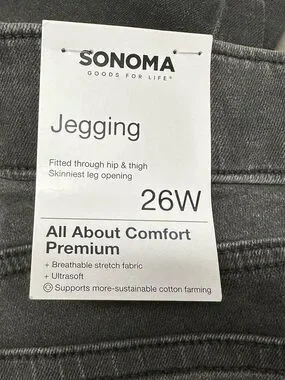 SONOMA
GOODS FOR LIFE®
Jegging
Fitted through hip & thigh
Skinniest leg opening
26W
All About Comfort
Premium
+ Breathable stretch fabric
+ Ultrasoft
Supports more-sustainable cotton farming